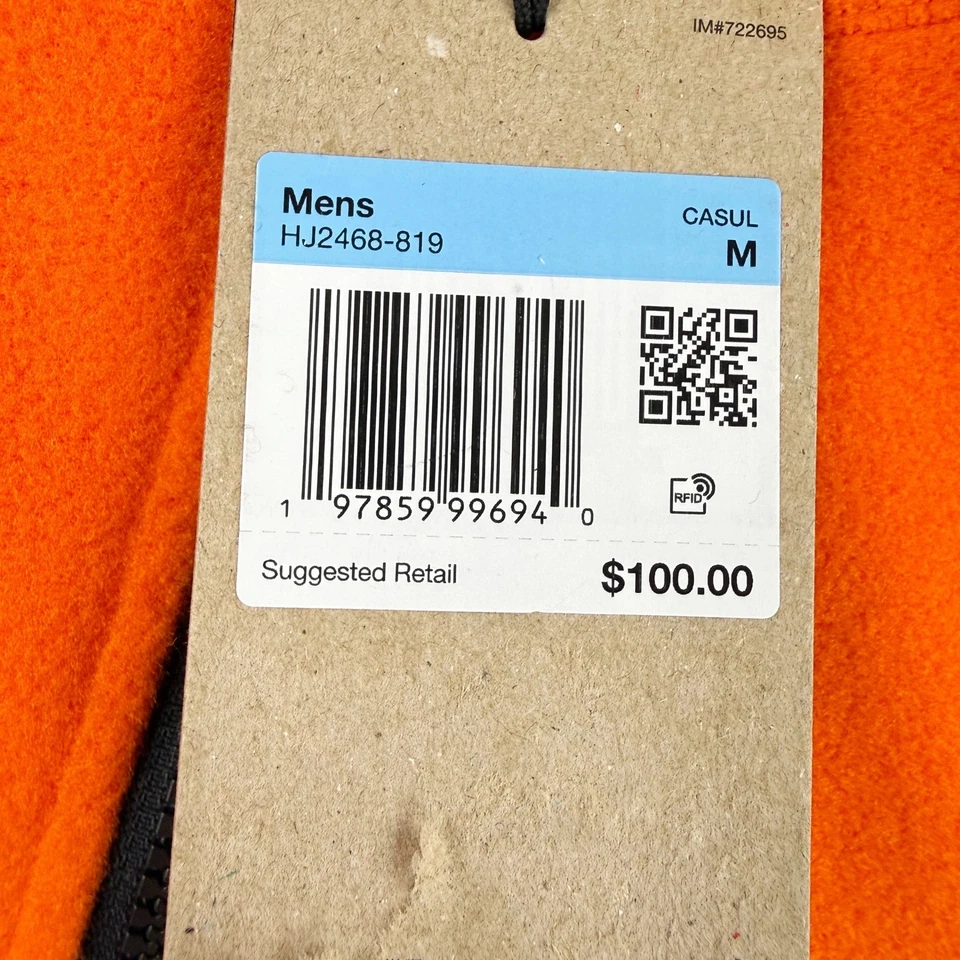 IM#722695
Mens
HJ2468-819
CASUL
M
RFID
1 97859 99694 0
Suggested Retail $100.00